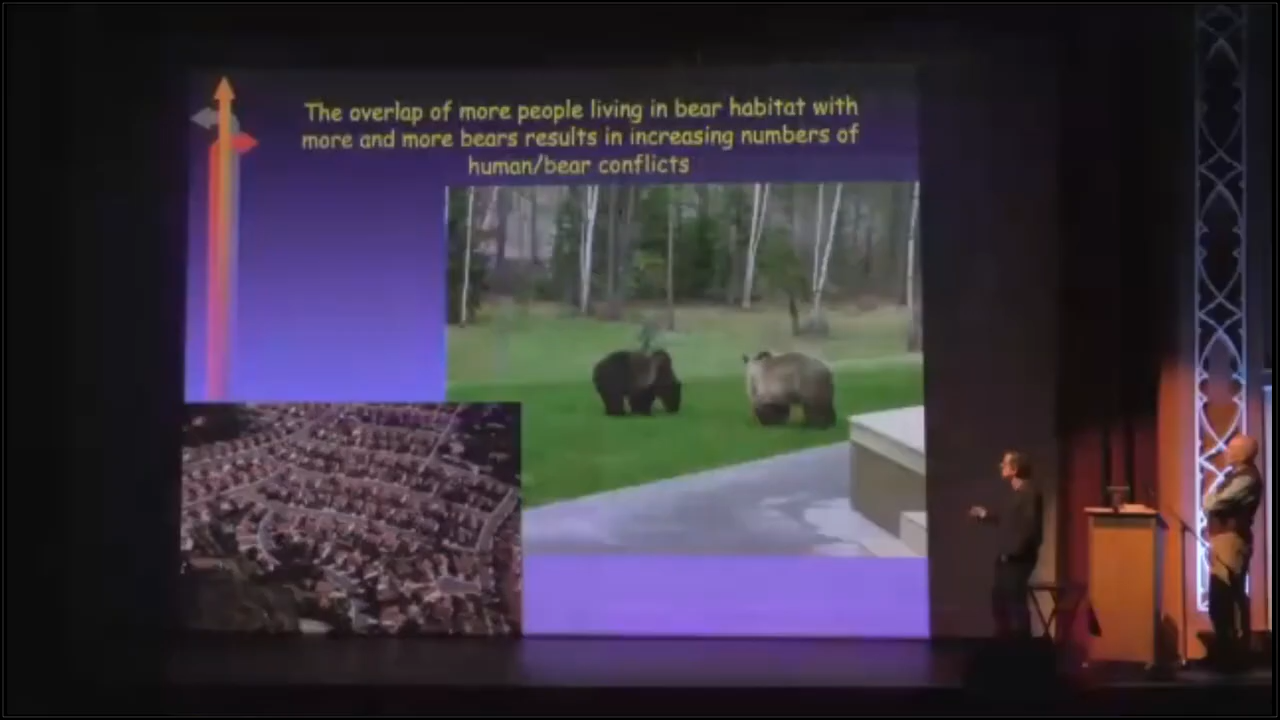 The overlap of more people living in bear habitat with
more and more bears results in increasing numbers of
human/bear conflicts